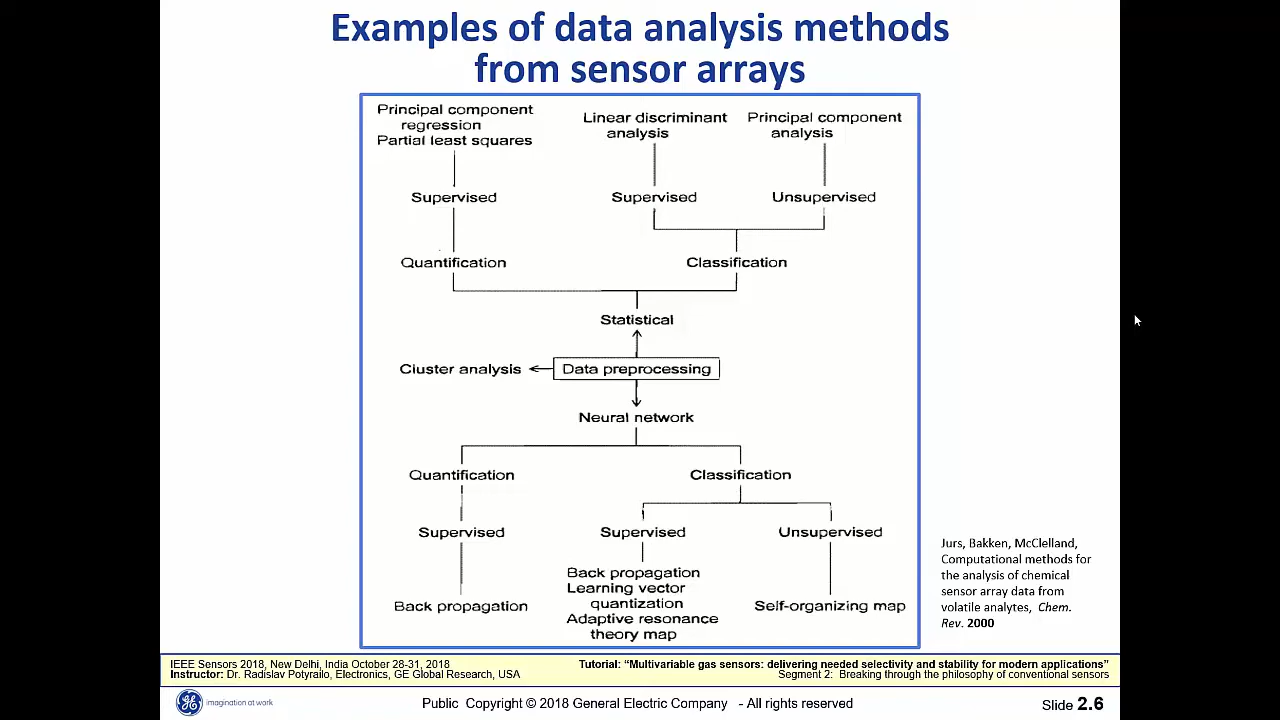 Examples of data analysis methods
from sensor arrays
Principal component
regression
Partial least squares
Linear discriminant
analysis
Principal component
analysis
Supervised
Supervised
Unsupervised
Quantification
Classification
Statistical
Cluster analysis
Data preprocessing
Neural network
Quantification
Classification
Supervised
Supervised
Unsupervised
Back propagation
Back propagation
Learning vector
quantization
Adaptive resonance
theory map
Self-organizing map
Jurs, Bakken, McClelland,
Computational methods for
the analysis of chemical
sensor array data from
volatile analytes, Chem.
Rev. 2000
IEEE Sensors 2018, New Delhi, India October 28-31, 2018
Instructor: Dr. Radislav Potyrailo, Electronics, GE Global Research, USA
Tutorial: “Multivariable gas sensors: delivering needed selectivity and stability for modern applications”
Segment 2: Breaking through the philosophy of conventional sensors
imagination at work
Public Copyright © 2018 General Electric Company - All rights reserved
Slide 2.6